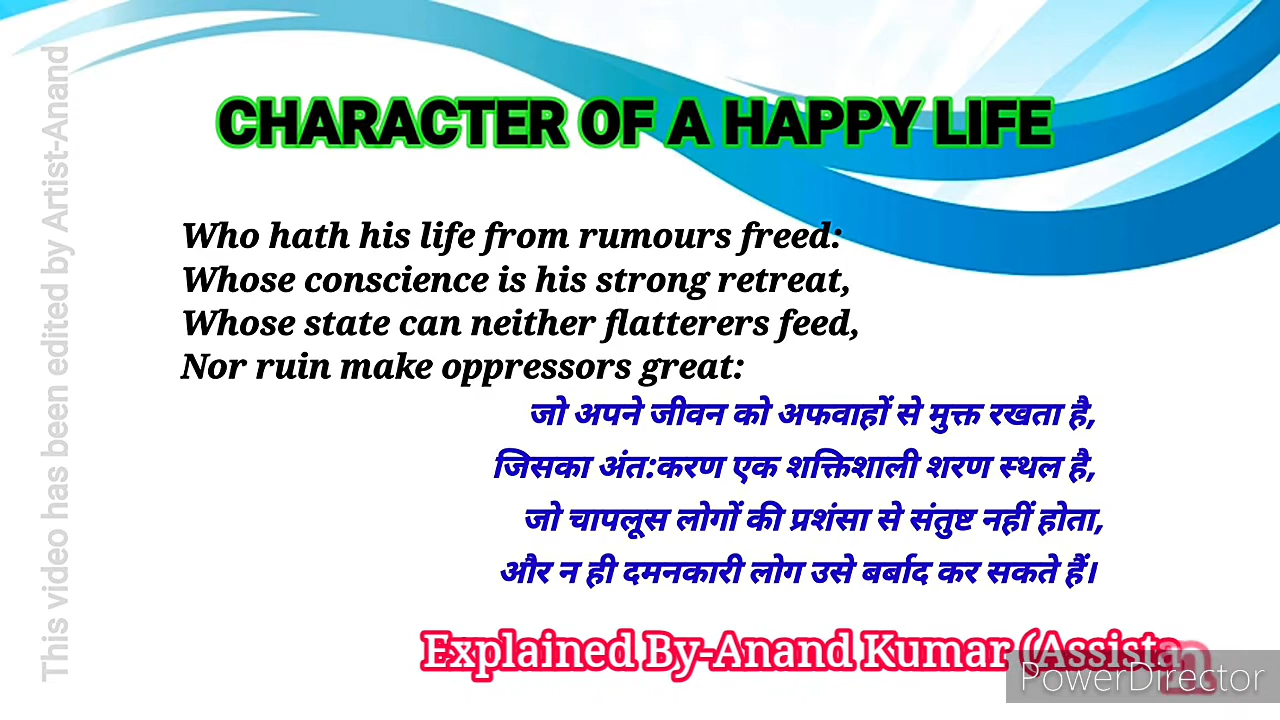 This video has been edited by Artist-Anand
CHARACTER OF A HAPPY LIFE
Who hath his life from rumours freed:
Whose conscience is his strong retreat,
Whose state can neither flatterers feed,
Nor ruin make oppressors great:
जो अपने जीवन को अफवाहों से मुक्त रखता है,
जिसका अंत:करण एक शक्तिशाली शरण स्थल है,
जो चापलूस लोगों की प्रशंसा से संतुष्ट नहीं होता,
और न ही दमनकारी लोग उसे बर्बाद कर सकते हैं।
Explained By-Anand Kumar (Assistan
PowerDirector